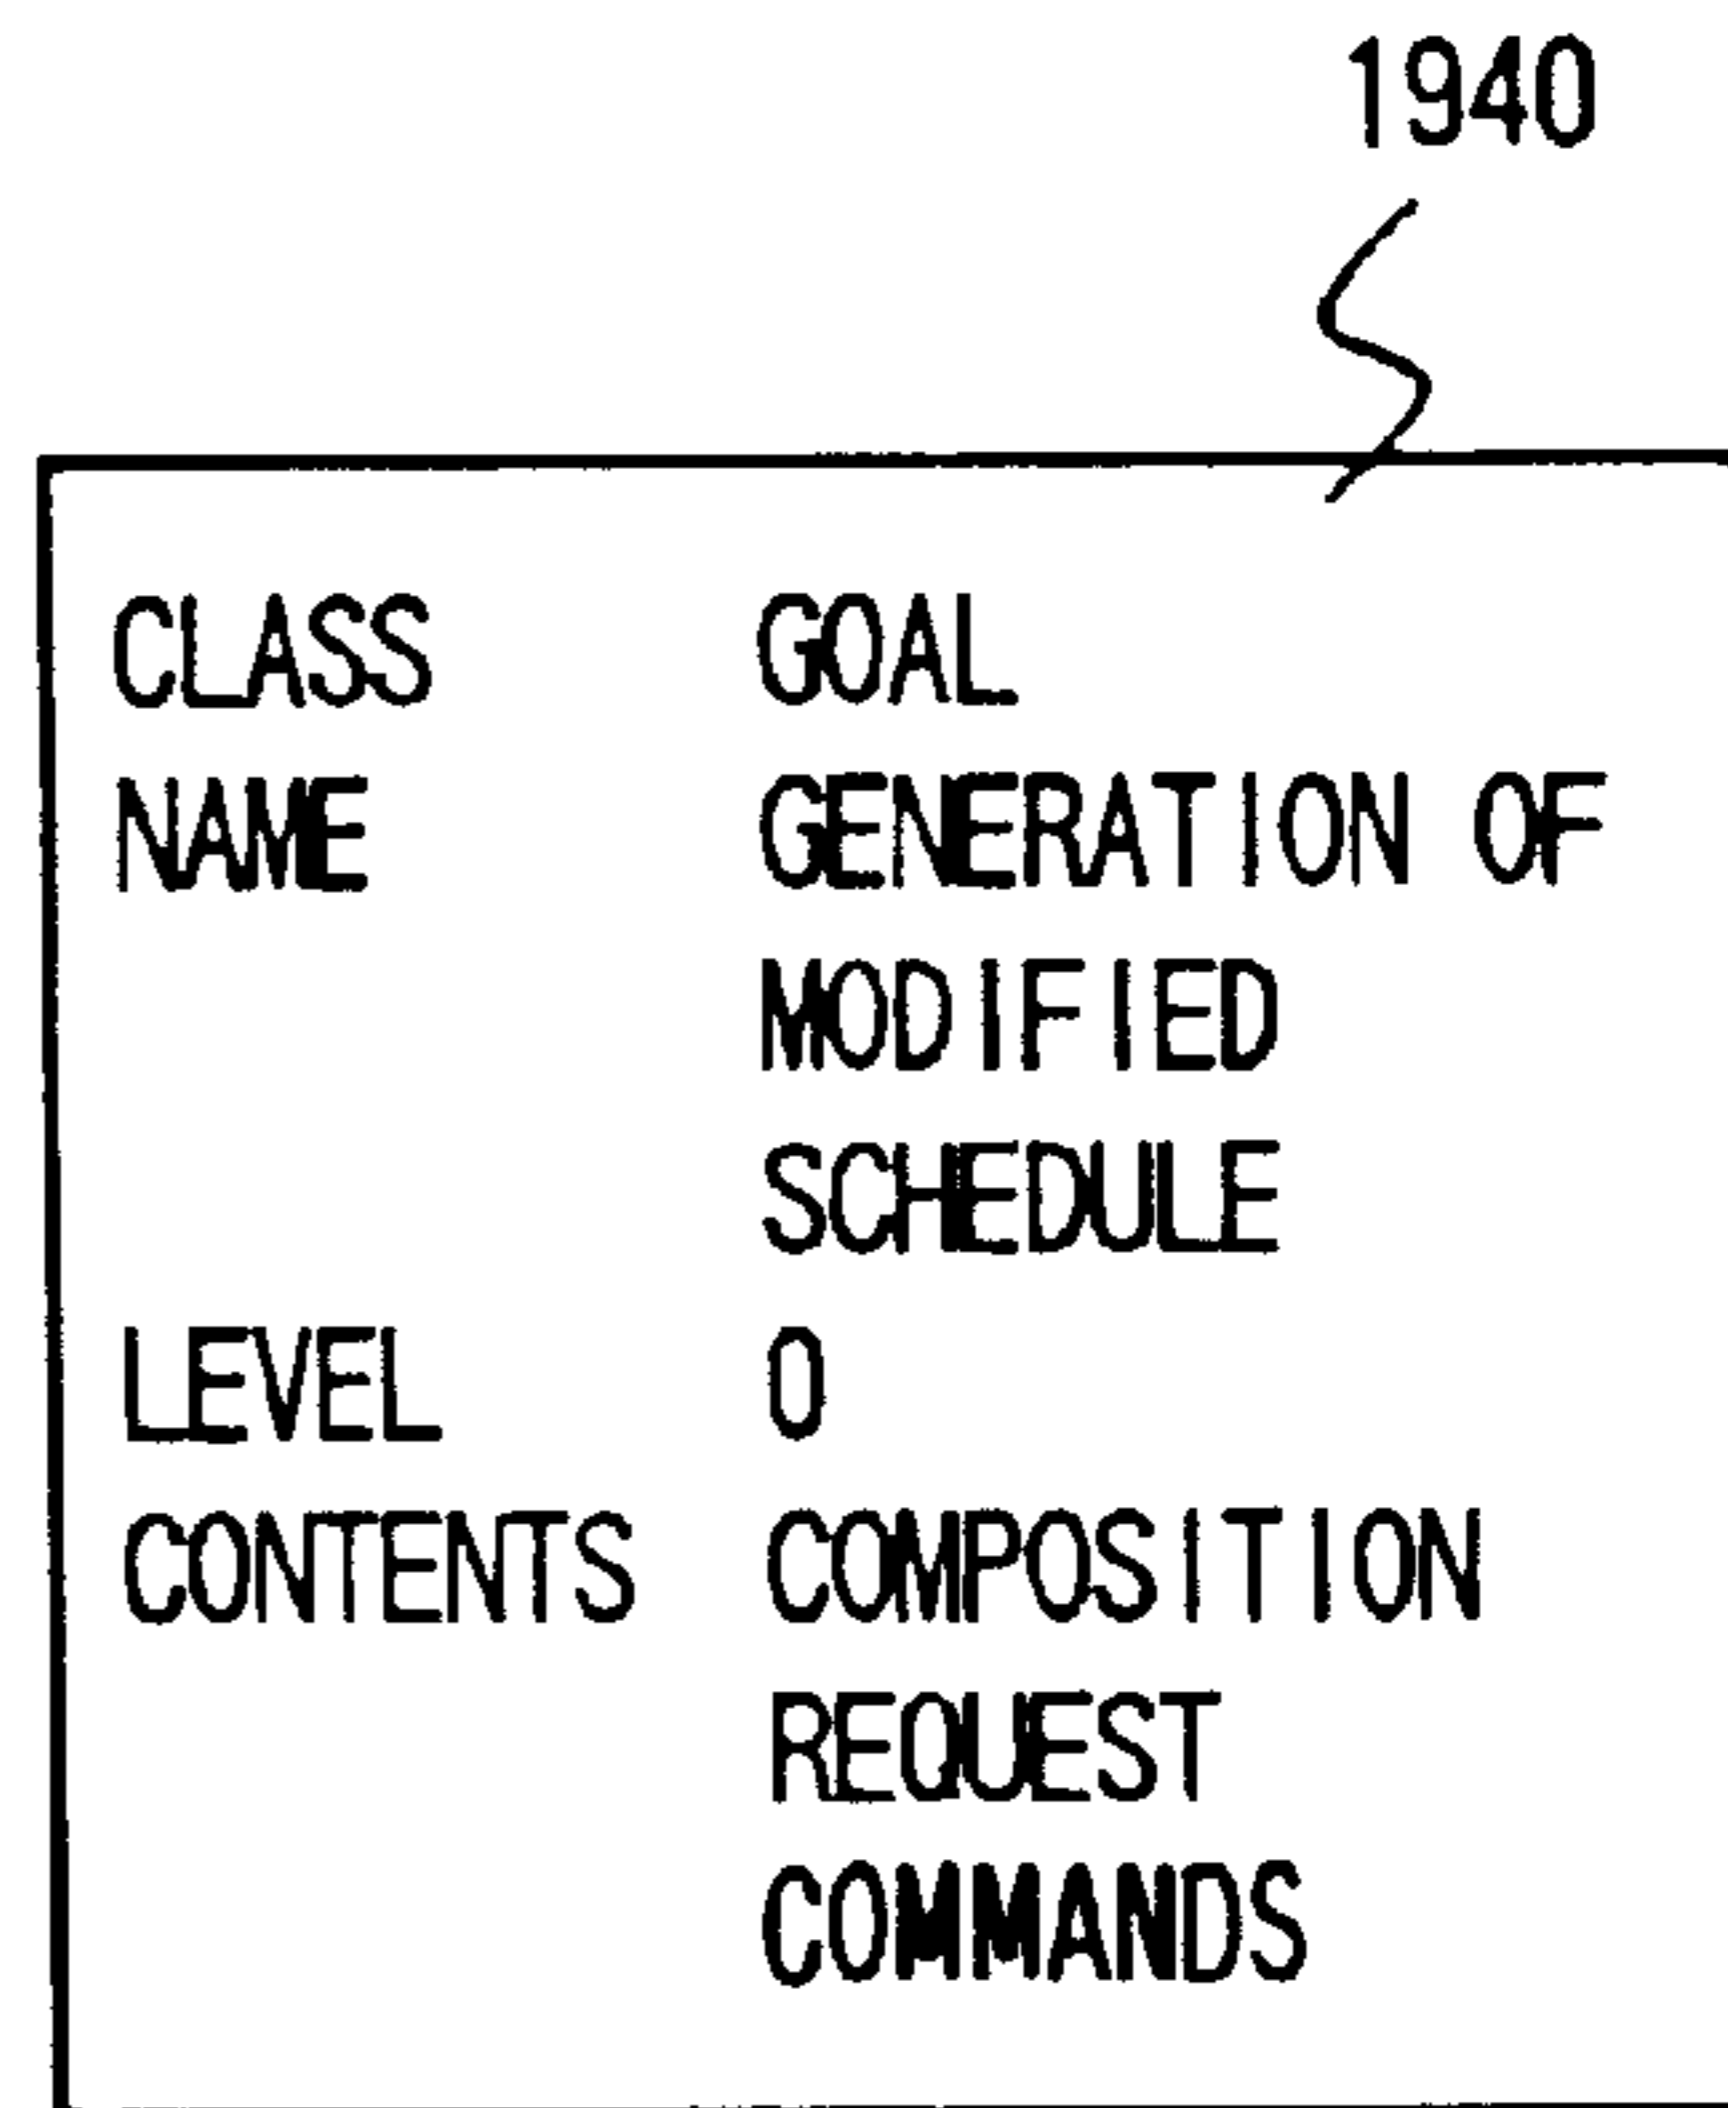 1940
CLASS GOAL
NAME GENERATION OF
MODIFIED
SCHEDULE
LEVEL 0
CONTENTS COMPOSITION
REQUEST
COMMANDS